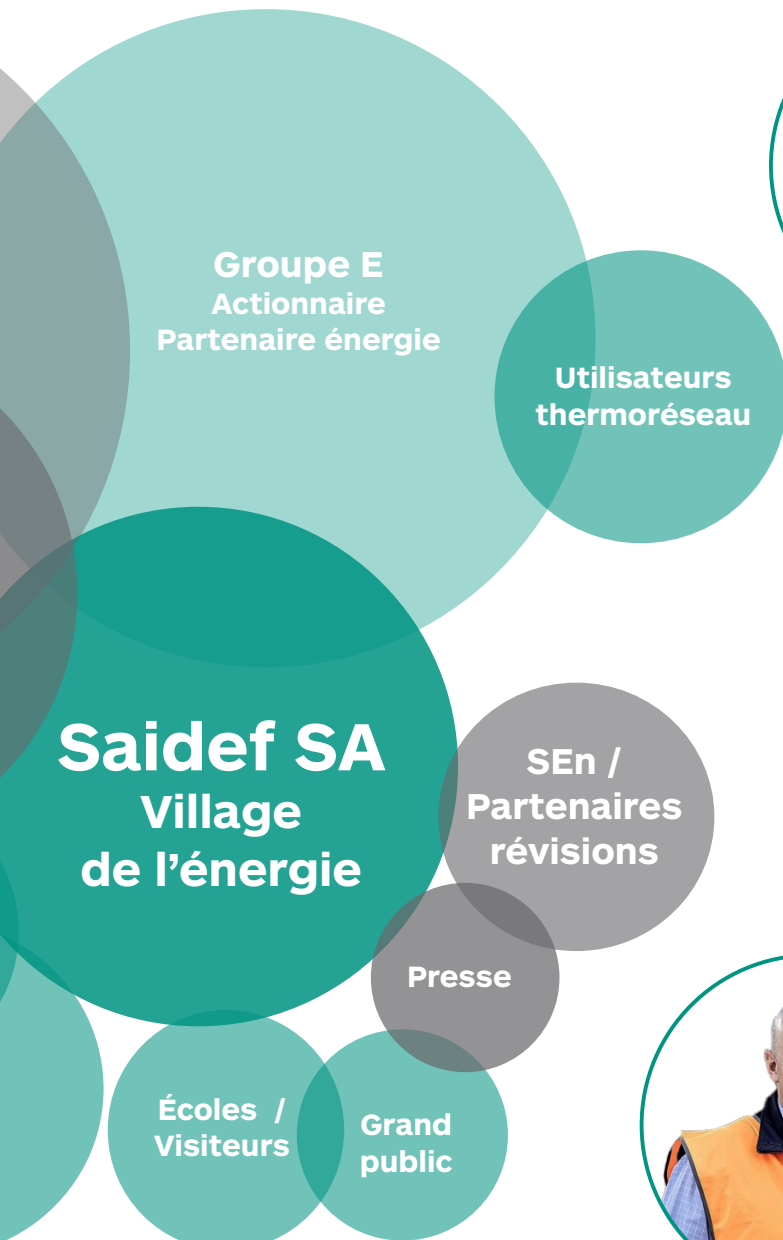 Groupe E
Actionnaire
Partenaire énergie
Utilisateurs
thermoréseau
Saidef SA
Village
de l’énergie
SEn /
Partenaires
révisions
Presse
Écoles /
Visiteurs
Grand
public